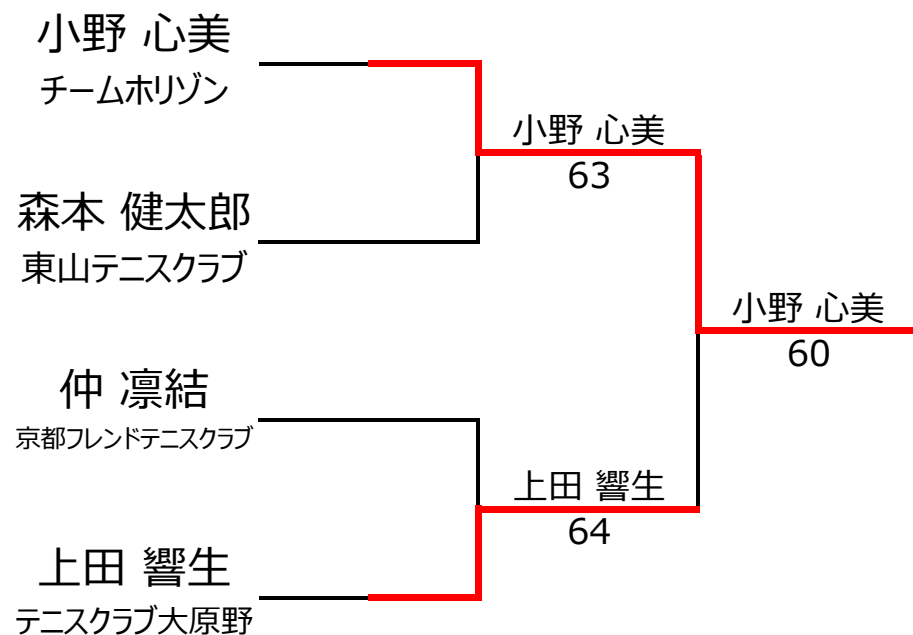 小野 心美
チームホリゾン
小野 心美
63
森本 健太郎
東山テニスクラブ
小野 心美
60
仲 凛結
京都フレンドテニスクラブ
上田 響生
64
上田 響生
テニスクラブ大原野